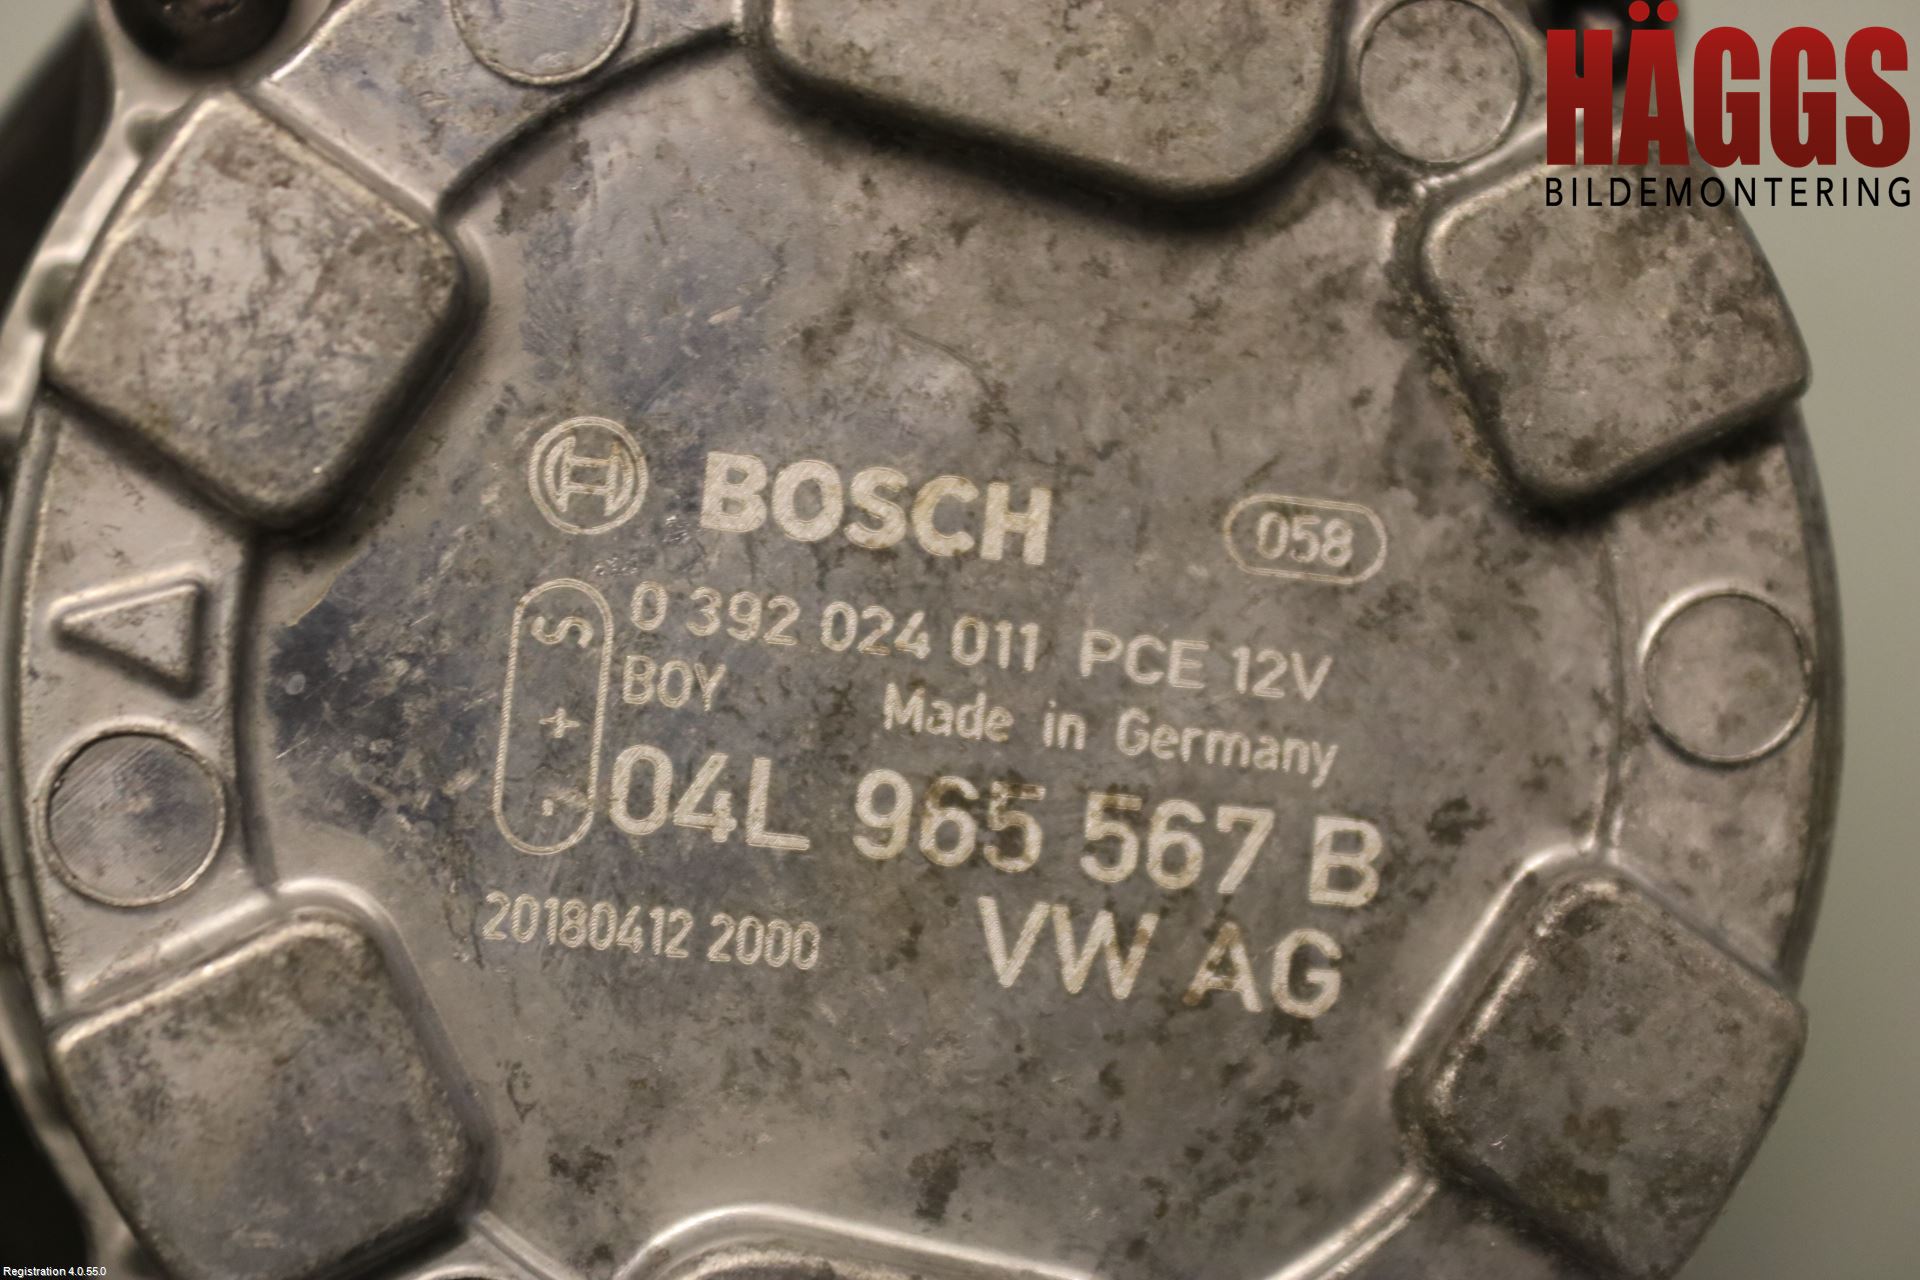 HÄGGS
BILDEMONTERING
BOSCH
058
0 392 024 011 PCE 12V
S
BOY
Made in Germany
+
-
04L 965 567 B
20180412 2000
VW AG
Registration 4.0.55.0